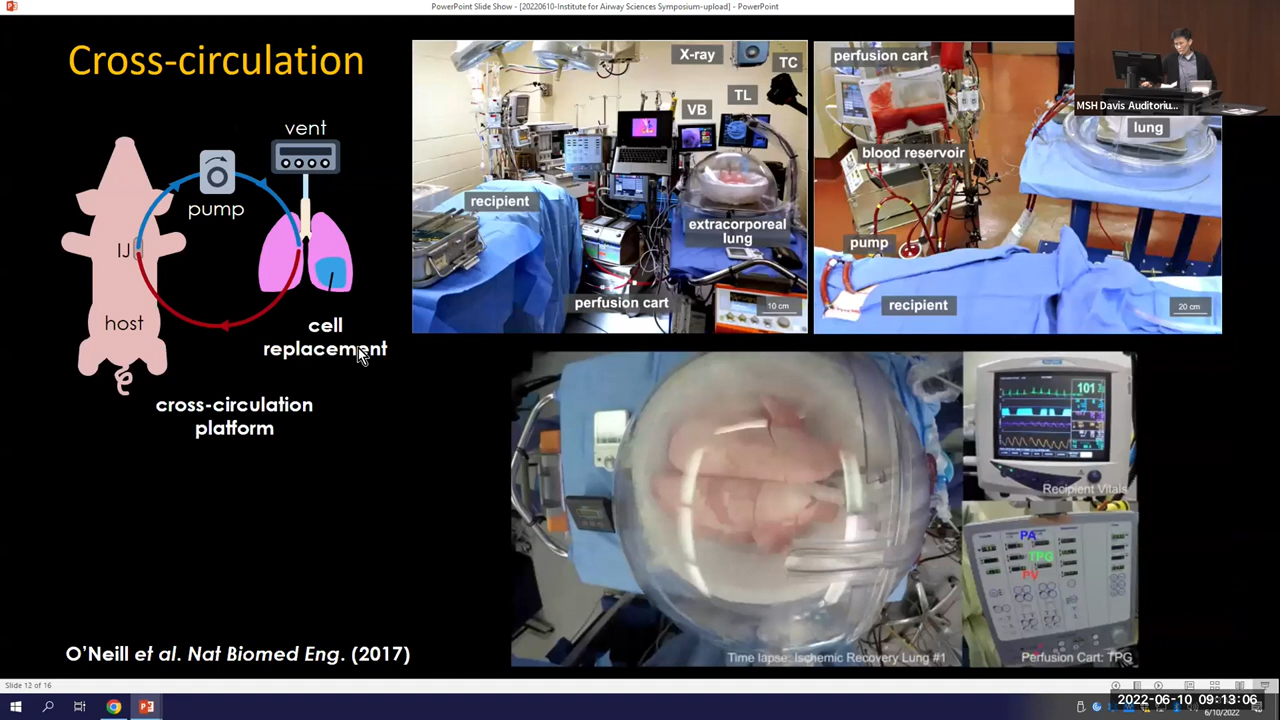 PowerPoint Slide Show - [20220610-Institute for Airway Sciences Symposium-upload] - PowerPoint
Cross-circulation
vent
pump
IJ
host
cell
replacement
cross-circulation
platform
X-ray
TC
TL
VB
recipient
extracorporeal
lung
perfusion cart
10 cm
perfusion cart
lung
blood reservoir
pump
recipient
20 cm
MSH Davis Auditoriu...
101
Recipient Vitals
PA
TPG
PV
Time lapse: Ischemic Recovery Lung #1
Perfusion Cart: TPG
O'Neill et al. Nat Biomed Eng. (2017)
Slide 12 of 16
2022-06-10 09:13:06
6/10/2022